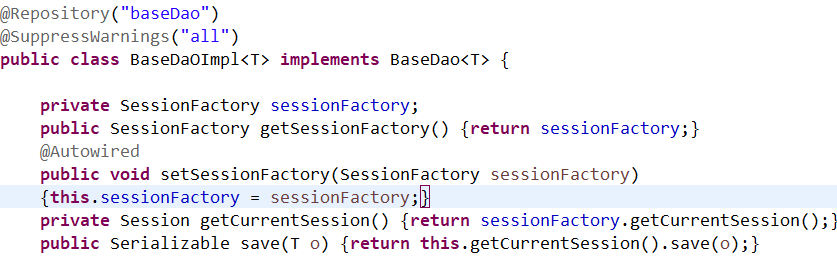 @Repository("baseDao")
@SuppressWarnings("all")
public class BaseDaOImpl<T> implements BaseDao<T> {
private SessionFactory sessionFactory;
public SessionFactory getSessionFactory() {return sessionFactory;}
@Autowired
public void setSessionFactory(SessionFactory sessionFactory)
{this.sessionFactory = sessionFactory;}
private Session getCurrentSession() {return sessionFactory.getCurrentSession();}
public Serializable save(T o) {return this.getCurrentSession().save(o);}